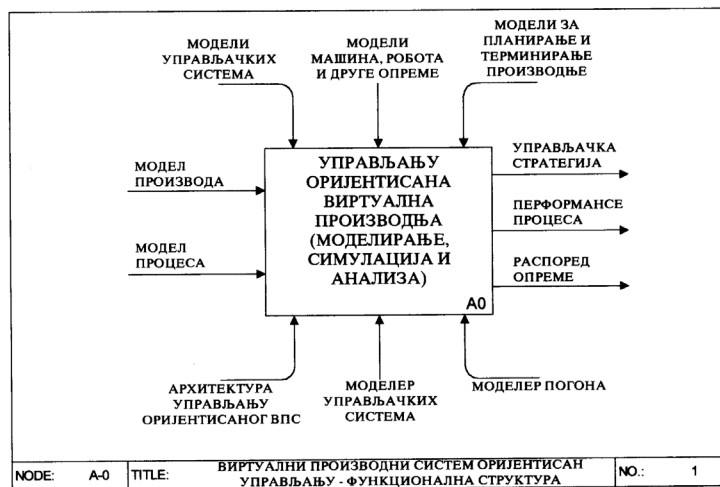 МОДЕЛИ
УПРАВЉАЧКИХ
СИСТЕМА
МОДЕЛИ
МАШИНА, РОБОТА
И ДРУГЕ ОПРЕМЕ
МОДЕЛИ ЗА
ПЛАНИРАЊЕ И
ТЕРМИНИРАЊЕ
ПРОИЗВОДЊЕ
МОДЕЛ
ПРОИЗВОДА
МОДЕЛ
ПРОЦЕСА
УПРАВЉАЊУ
ОРИЈЕНТИСАНА
ВИРТУАЛНА
ПРОИЗВОДЊА
(МОДЕЛИРАЊЕ,
СИМУЛАЦИЈА И
АНАЛИЗА)
A0
УПРАВЉАЧКА
СТРАТЕГИЈА
ПЕРФОРМАНСЕ
ПРОЦЕСА
РАСПОРЕД
ОПРЕМЕ
АРХИТЕКТУРА
УПРАВЉАЊУ
ОРИЈЕНТИСАНОГ ВПС
МОДЕЛЕР
УПРАВЉАЧКИХ
СИСТЕМА
МОДЕЛЕР ПОГОНА
NODE: A-0 TITLE: ВИРТУАЛНИ ПРОИЗВОДНИ СИСТЕМ ОРИЈЕНТИСАН
УПРАВЉАЊУ - ФУНКЦИОНАЛНА СТРУКТУРА
NO.: 1